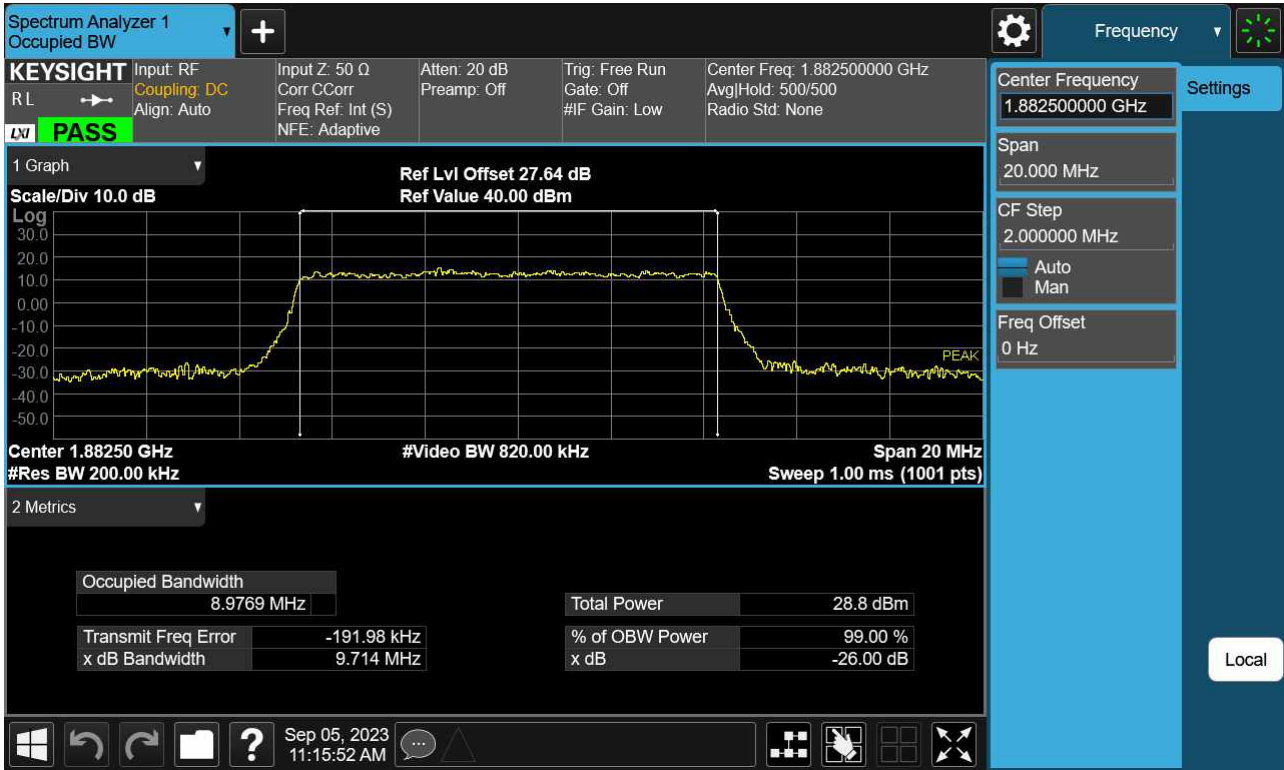 Spectrum Analyzer 1
Occupied BW
+
Frequency
KEYSIGHT
R L
LXI
PASS
Input: RF
Coupling: DC
Align: Auto
Input Z: 50 Ω
Corr CCorr
Freq Ref: Int (S)
NFE: Adaptive
Atten: 20 dB
Preamp: Off
Trig: Free Run
Gate: Off
#IF Gain: Low
Center Freq: 1.882500000 GHz
Avg|Hold: 500/500
Radio Std: None
Center Frequency
1.882500000 GHz
Settings
Span
20.000 MHz
CF Step
2.000000 MHz
Auto
Man
Freq Offset
0 Hz
Local
1 Graph
Scale/Div 10.0 dB
Ref Lvl Offset 27.64 dB
Ref Value 40.00 dBm
Log
30.0
20.0
10.0
0.00
-10.0
-20.0
-30.0
-40.0
-50.0
PEAK
Center 1.88250 GHz
#Video BW 820.00 kHz
Span 20 MHz
#Res BW 200.00 kHz
Sweep 1.00 ms (1001 pts)
2 Metrics
Occupied Bandwidth
8.9769 MHz
Total Power 28.8 dBm
Transmit Freq Error -191.98 kHz
% of OBW Power 99.00 %
x dB Bandwidth 9.714 MHz
x dB -26.00 dB
?
Sep 05, 2023
11:15:52 AM